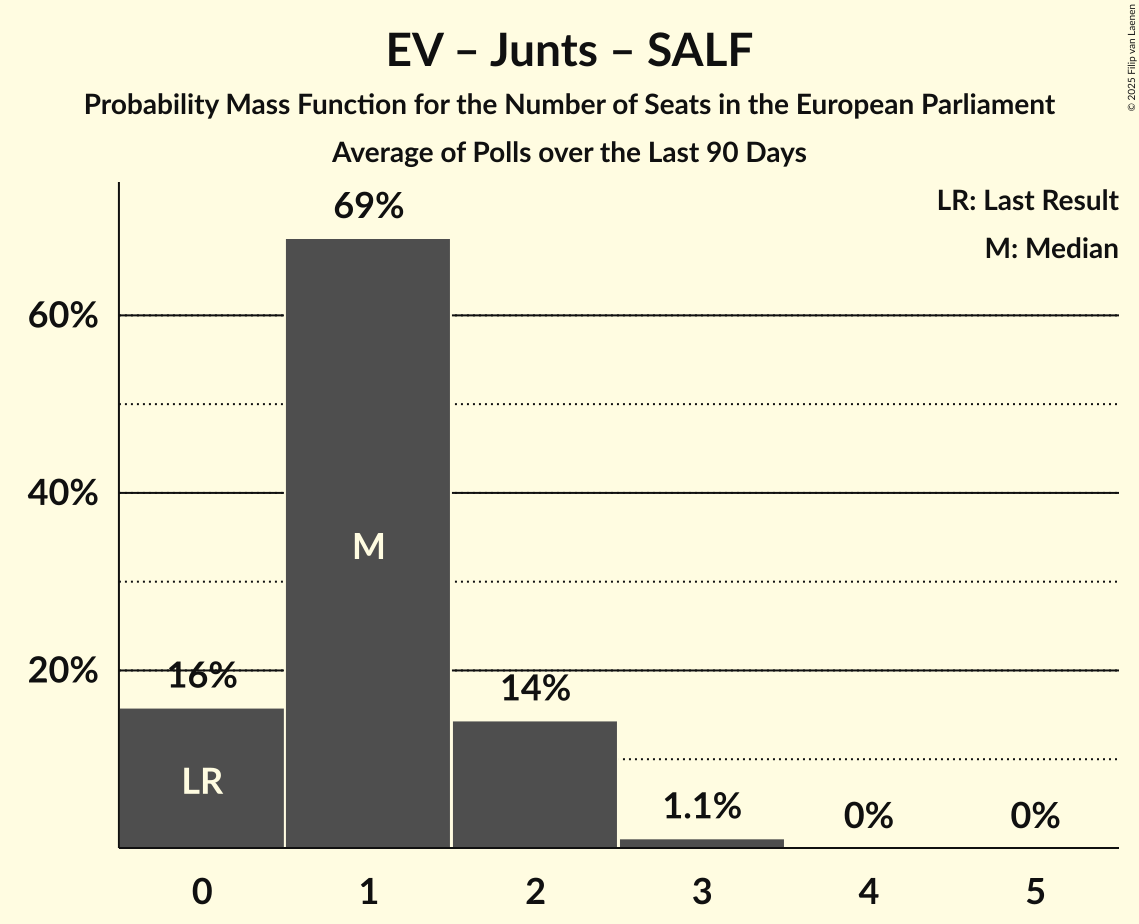 EV – Junts – SALF
Probability Mass Function for the Number of Seats in the European Parliament
Average of Polls over the Last 90 Days
© 2025 Filip van Laenen
LR: Last Result
M: Median
69%
60%
40%
M
20%
16%
14%
LR
1.1%
0%
0%
0 1 2 3 4 5